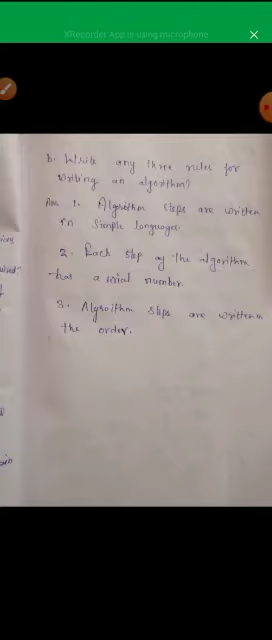 XRecorder App is using microphone
b. Write any three rules for
writing an algorithm?
Ans 1. Algorithm steps are written
in simple languages.
2. Each step of the algorithm
has a serial number.
3. Algorithm steps are written in
the order.